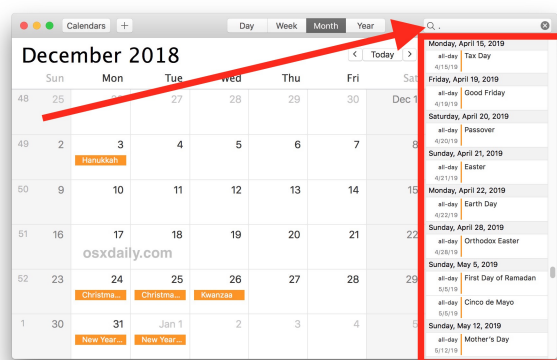 Calendars +
Day Week Month Year
.
December 2018
< Today >
Sun Mon Tue Wed Thu Fri Sat
48 25 27 28 29 30 Dec 1
49 2 3 4 5 6 7 8
Hanukkah
50 9 10 11 12 13 14 15
51 16 17 18 19 20 21 22
osxdaily.com
52 23 24 25 26 27 28 29
Christma... Christma... Kwanzaa
1 30 31 Jan 1 2 3 4 5
New Year... New Year...
Monday, April 15, 2019
all-day Tax Day
4/15/19
Friday, April 19, 2019
all-day Good Friday
4/19/19
Saturday, April 20, 2019
all-day Passover
4/20/19
Sunday, April 21, 2019
all-day Easter
4/21/19
Monday, April 22, 2019
all-day Earth Day
4/22/19
Sunday, April 28, 2019
all-day Orthodox Easter
4/28/19
Sunday, May 5, 2019
all-day First Day of Ramadan
5/5/19
all-day Cinco de Mayo
5/5/19
Sunday, May 12, 2019
all-day Mother's Day
5/12/19